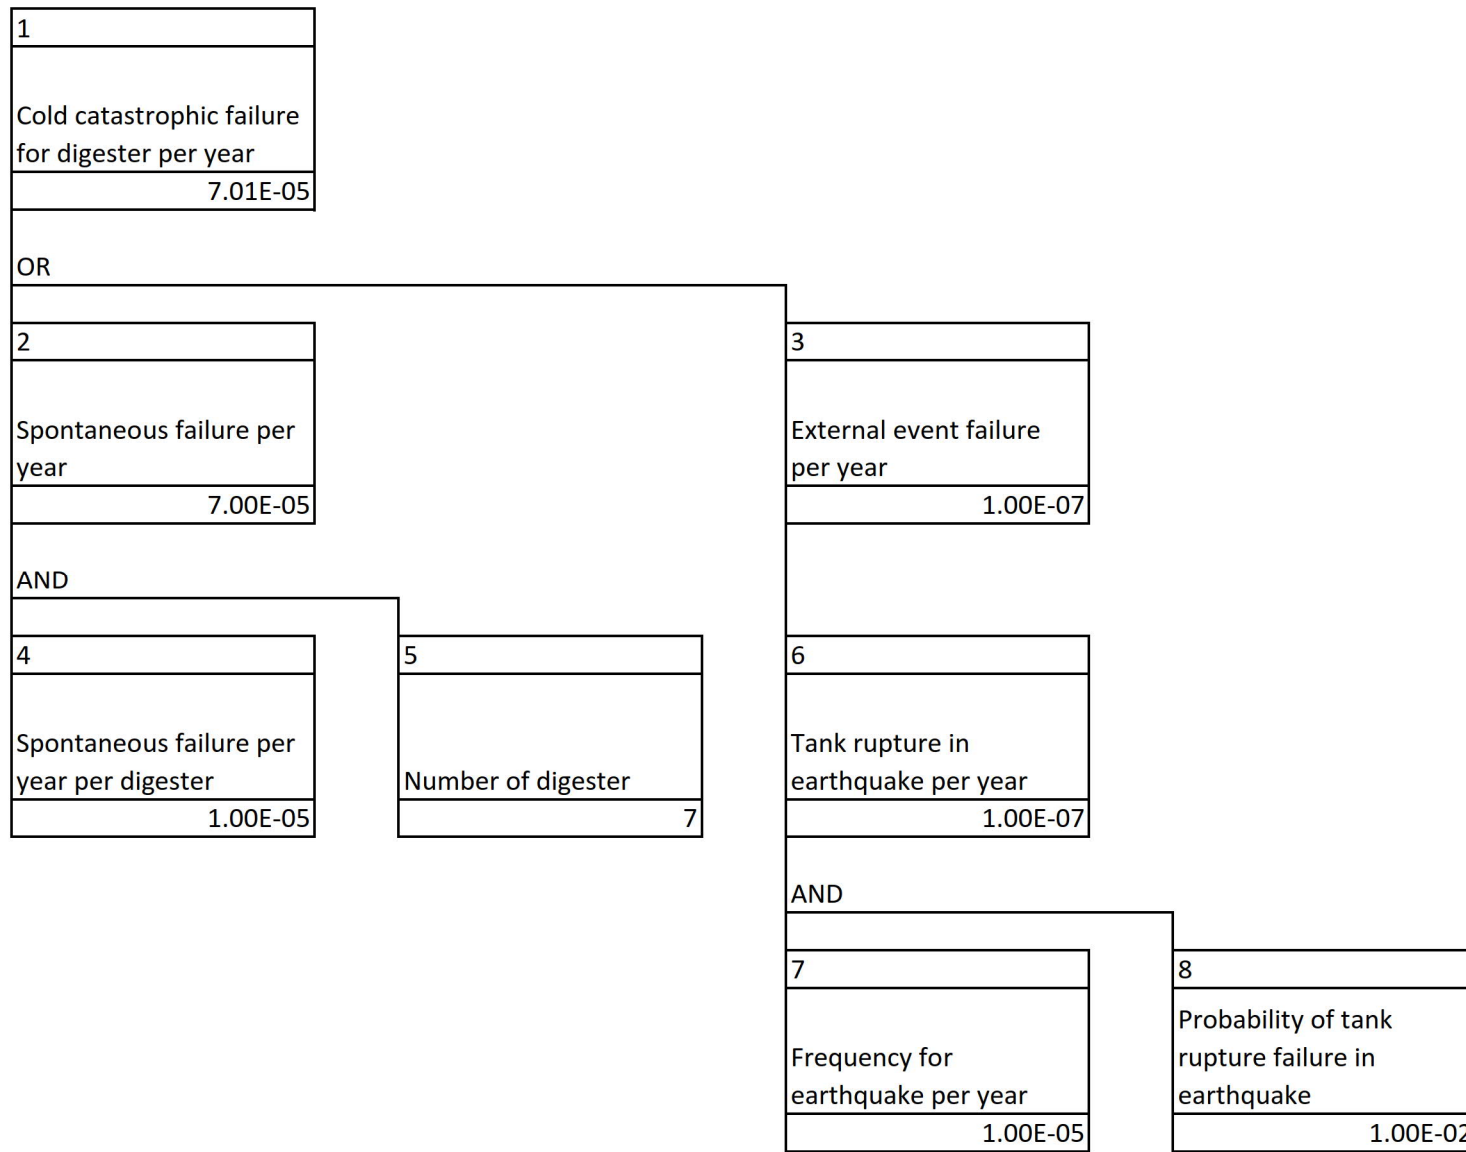 1
Cold catastrophic failure
for digester per year
7.01E-05
OR
2
Spontaneous failure per
year
7.00E-05
3
External event failure
per year
1.00E-07
AND
4
Spontaneous failure per
year per digester
1.00E-05
5
Number of digester
7
6
Tank rupture in
earthquake per year
1.00E-07
AND
7
Frequency for
earthquake per year
1.00E-05
8
Probability of tank
rupture failure in
earthquake
1.00E-02